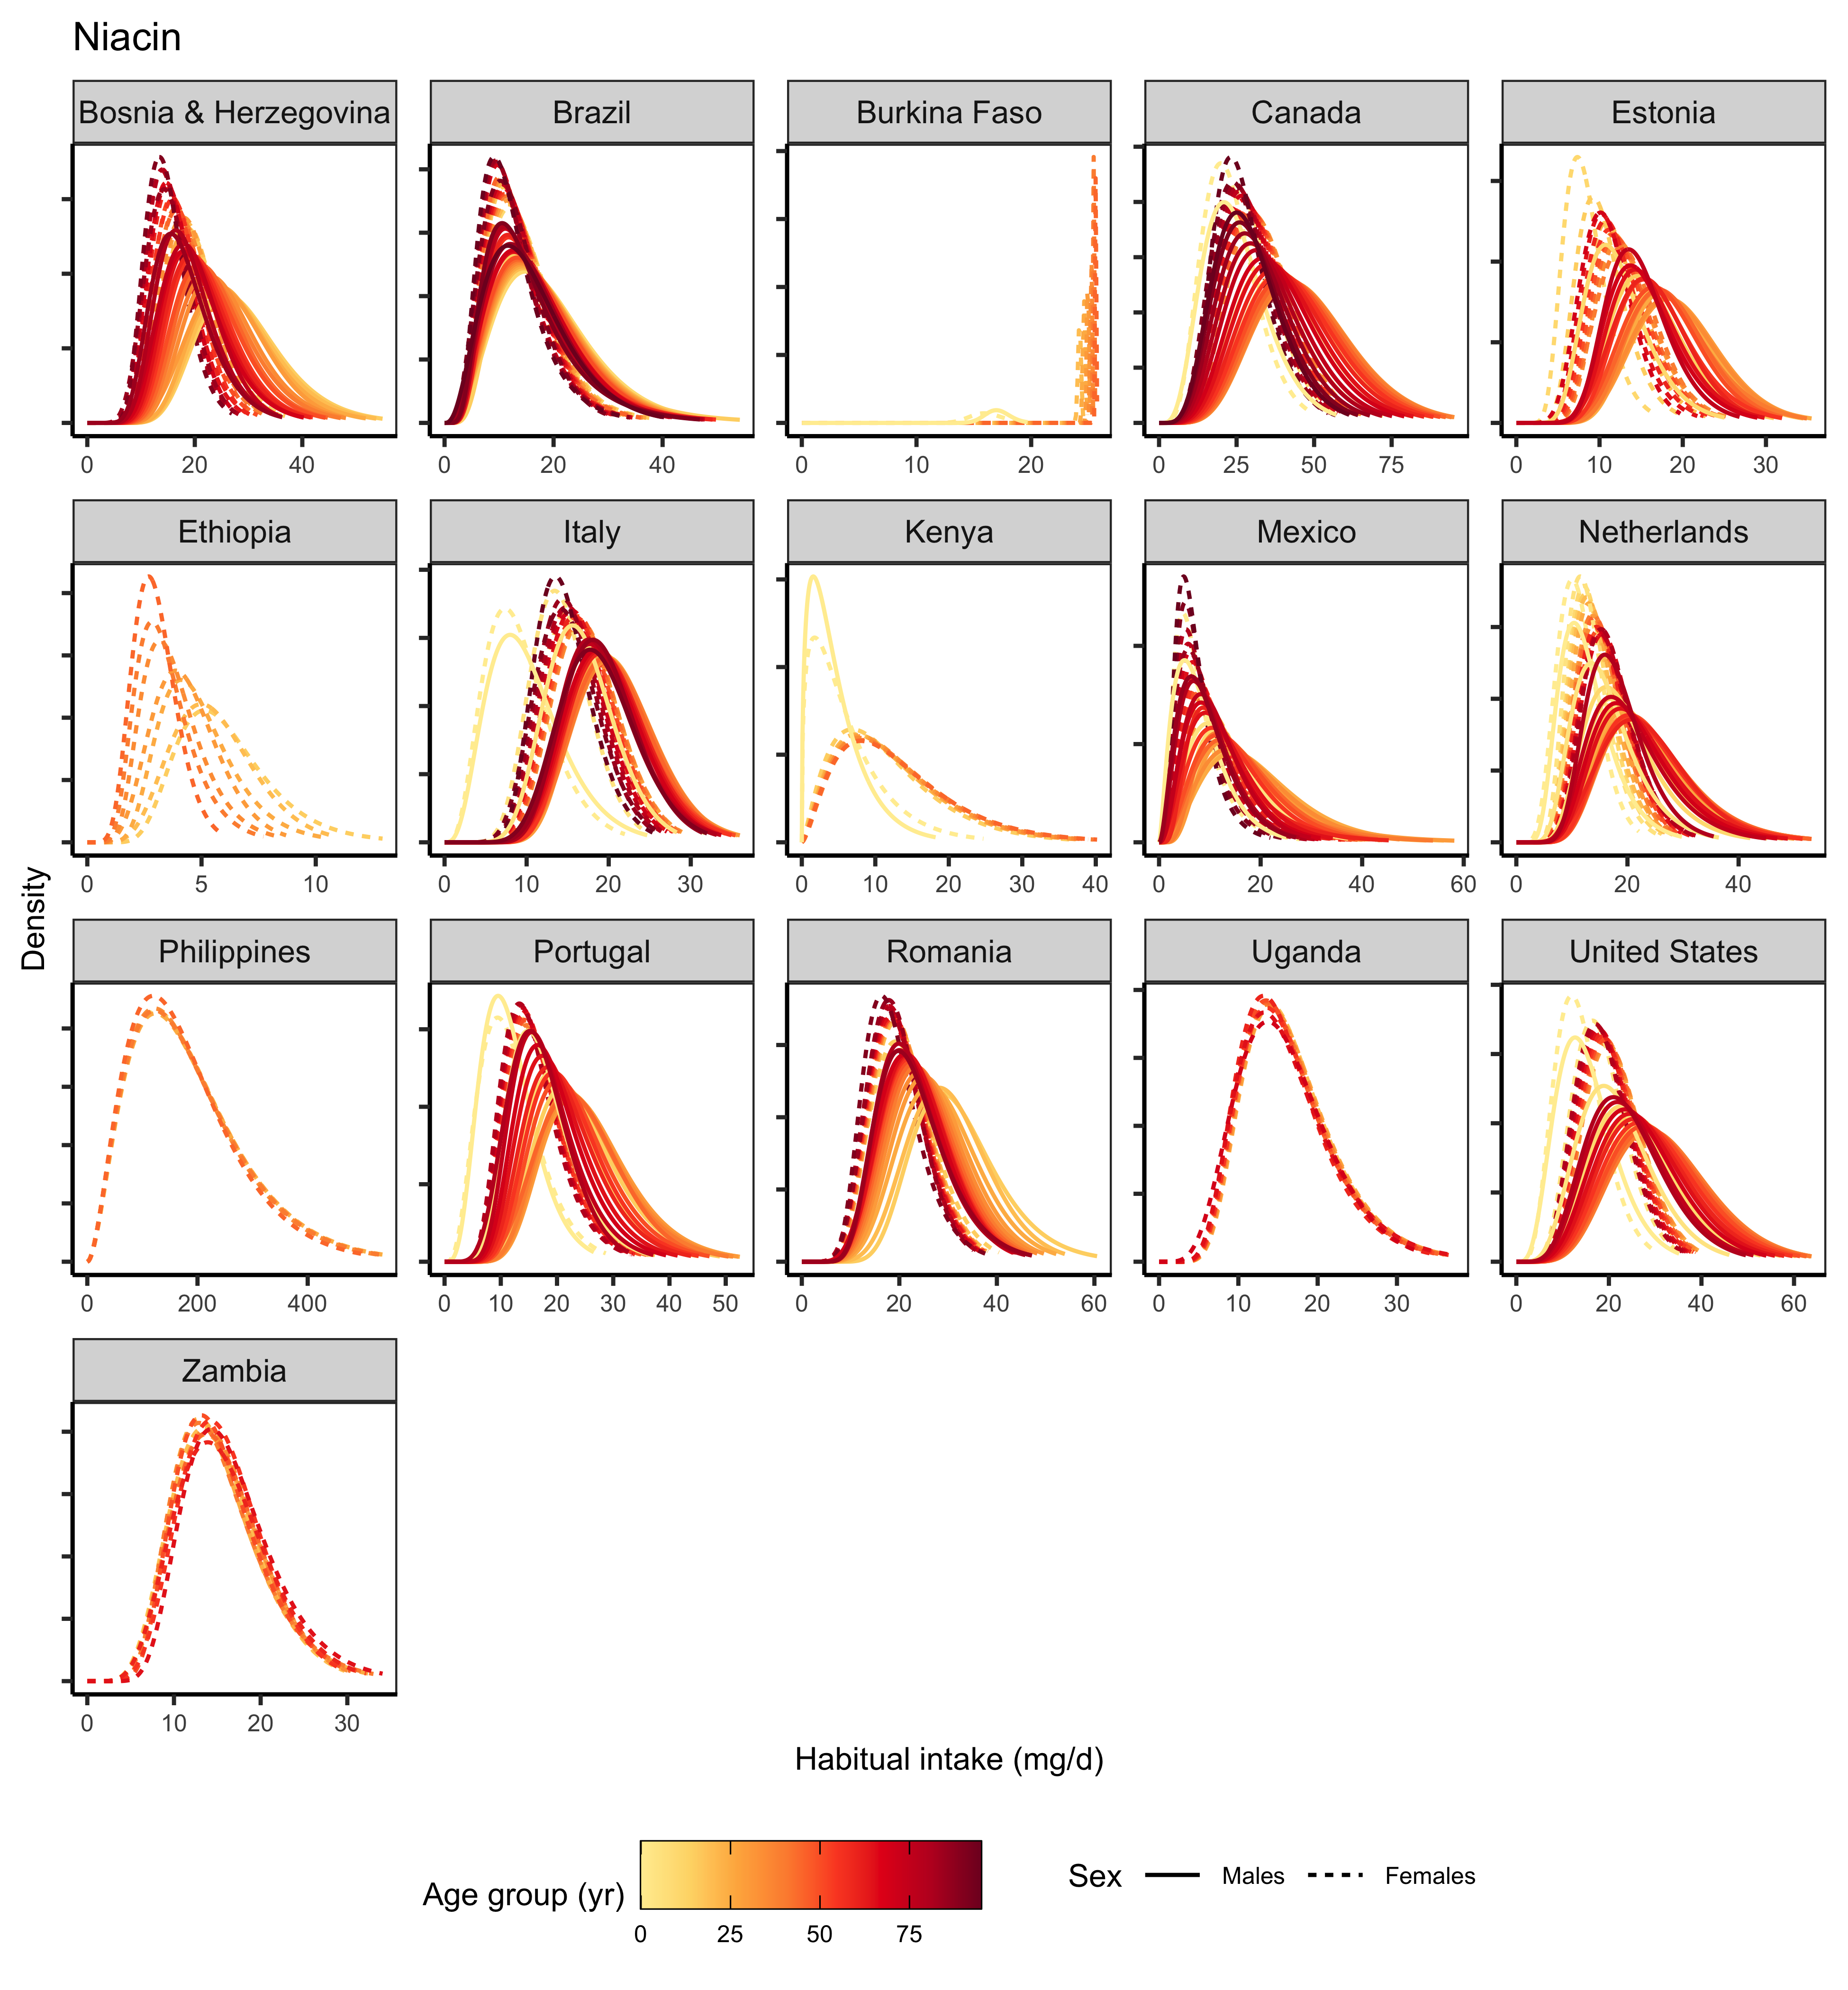 Niacin
Bosnia & Herzegovina Brazil Burkina Faso Canada Estonia
0 20 40 0 20 40 0 10 20 0 25 50 75 0 10 20 30
Ethiopia Italy Kenya Mexico Netherlands
0 5 10 0 10 20 30 0 10 20 30 40 0 20 40 60 0 20 40
Density
Philippines Portugal Romania Uganda United States
0 200 400 0 10 20 30 40 50 0 20 40 60 0 10 20 30 0 20 40 60
Zambia
0 10 20 30
Habitual intake (mg/d)
Age group (yr)
0 25 50 75
Sex Males Females